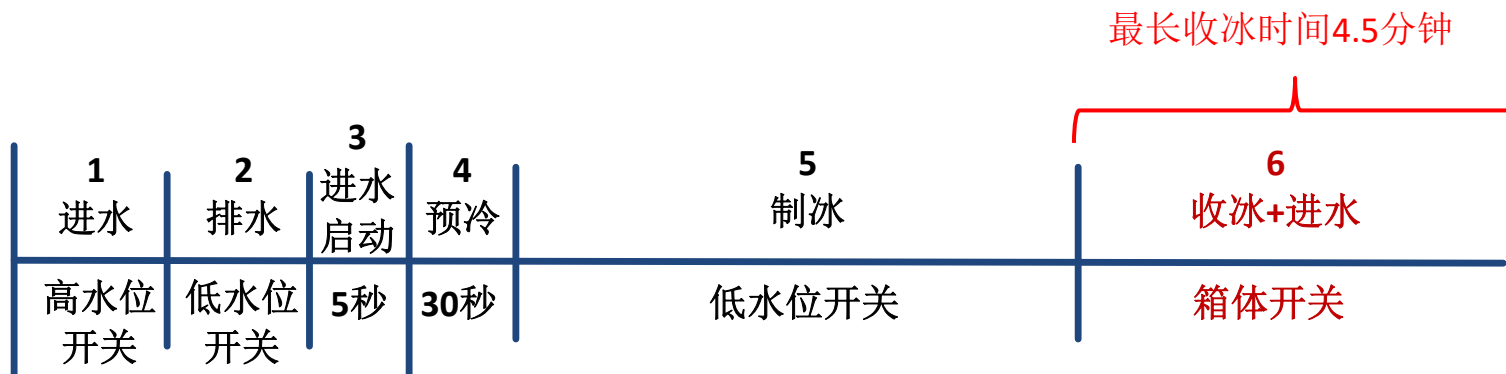 最长收冰时间4.5分钟
1
进水
2
排水
3
进水
启动
4
预冷
5
制冰
6
收冰+进水
高水位
开关
低水位
开关
5秒
30秒
低水位开关
箱体开关